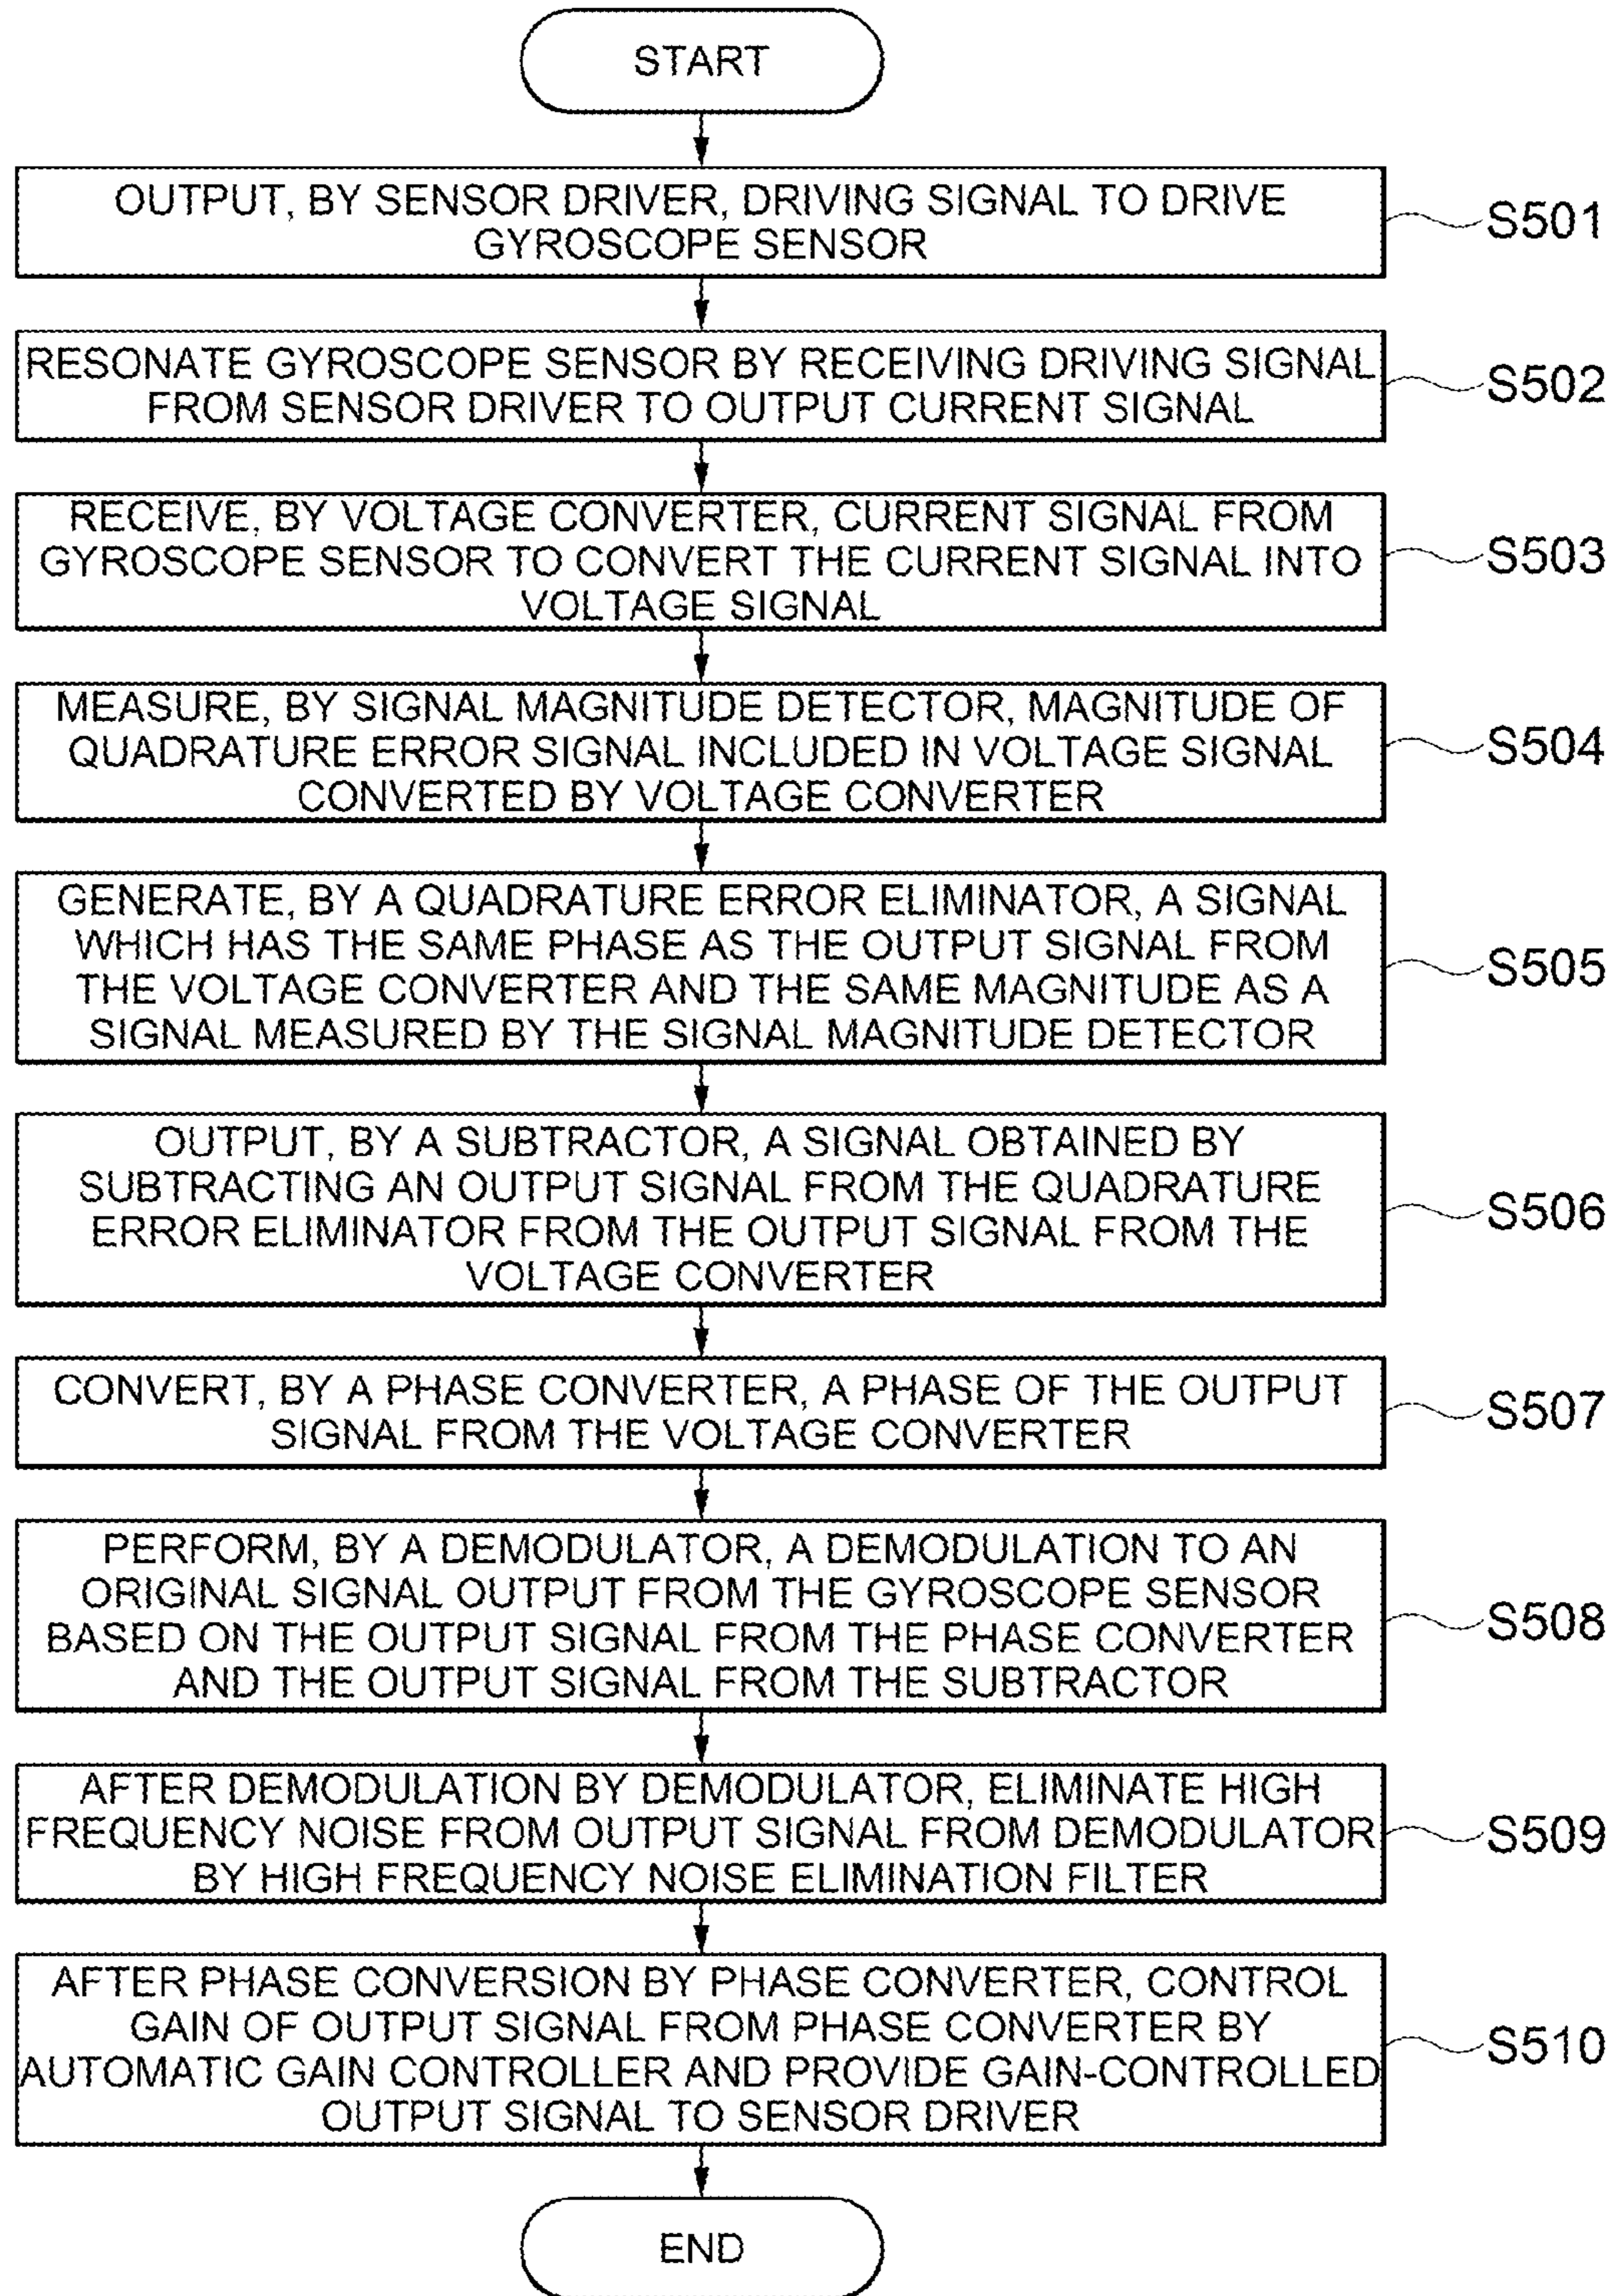 START
OUTPUT, BY SENSOR DRIVER, DRIVING SIGNAL TO DRIVE
GYROSCOPE SENSOR
S501
RESONATE GYROSCOPE SENSOR BY RECEIVING DRIVING SIGNAL
FROM SENSOR DRIVER TO OUTPUT CURRENT SIGNAL
S502
RECEIVE, BY VOLTAGE CONVERTER, CURRENT SIGNAL FROM
GYROSCOPE SENSOR TO CONVERT THE CURRENT SIGNAL INTO
VOLTAGE SIGNAL
S503
MEASURE, BY SIGNAL MAGNITUDE DETECTOR, MAGNITUDE OF
QUADRATURE ERROR SIGNAL INCLUDED IN VOLTAGE SIGNAL
CONVERTED BY VOLTAGE CONVERTER
S504
GENERATE, BY A QUADRATURE ERROR ELIMINATOR, A SIGNAL
WHICH HAS THE SAME PHASE AS THE OUTPUT SIGNAL FROM
THE VOLTAGE CONVERTER AND THE SAME MAGNITUDE AS A
SIGNAL MEASURED BY THE SIGNAL MAGNITUDE DETECTOR
S505
OUTPUT, BY A SUBTRACTOR, A SIGNAL OBTAINED BY
SUBTRACTING AN OUTPUT SIGNAL FROM THE QUADRATURE
ERROR ELIMINATOR FROM THE OUTPUT SIGNAL FROM THE
VOLTAGE CONVERTER
S506
CONVERT, BY A PHASE CONVERTER, A PHASE OF THE OUTPUT
SIGNAL FROM THE VOLTAGE CONVERTER
S507
PERFORM, BY A DEMODULATOR, A DEMODULATION TO AN
ORIGINAL SIGNAL OUTPUT FROM THE GYROSCOPE SENSOR
BASED ON THE OUTPUT SIGNAL FROM THE PHASE CONVERTER
AND THE OUTPUT SIGNAL FROM THE SUBTRACTOR
S508
AFTER DEMODULATION BY DEMODULATOR, ELIMINATE HIGH
FREQUENCY NOISE FROM OUTPUT SIGNAL FROM DEMODULATOR
BY HIGH FREQUENCY NOISE ELIMINATION FILTER
S509
AFTER PHASE CONVERSION BY PHASE CONVERTER, CONTROL
GAIN OF OUTPUT SIGNAL FROM PHASE CONVERTER BY
AUTOMATIC GAIN CONTROLLER AND PROVIDE GAIN-CONTROLLED
OUTPUT SIGNAL TO SENSOR DRIVER
S510
END